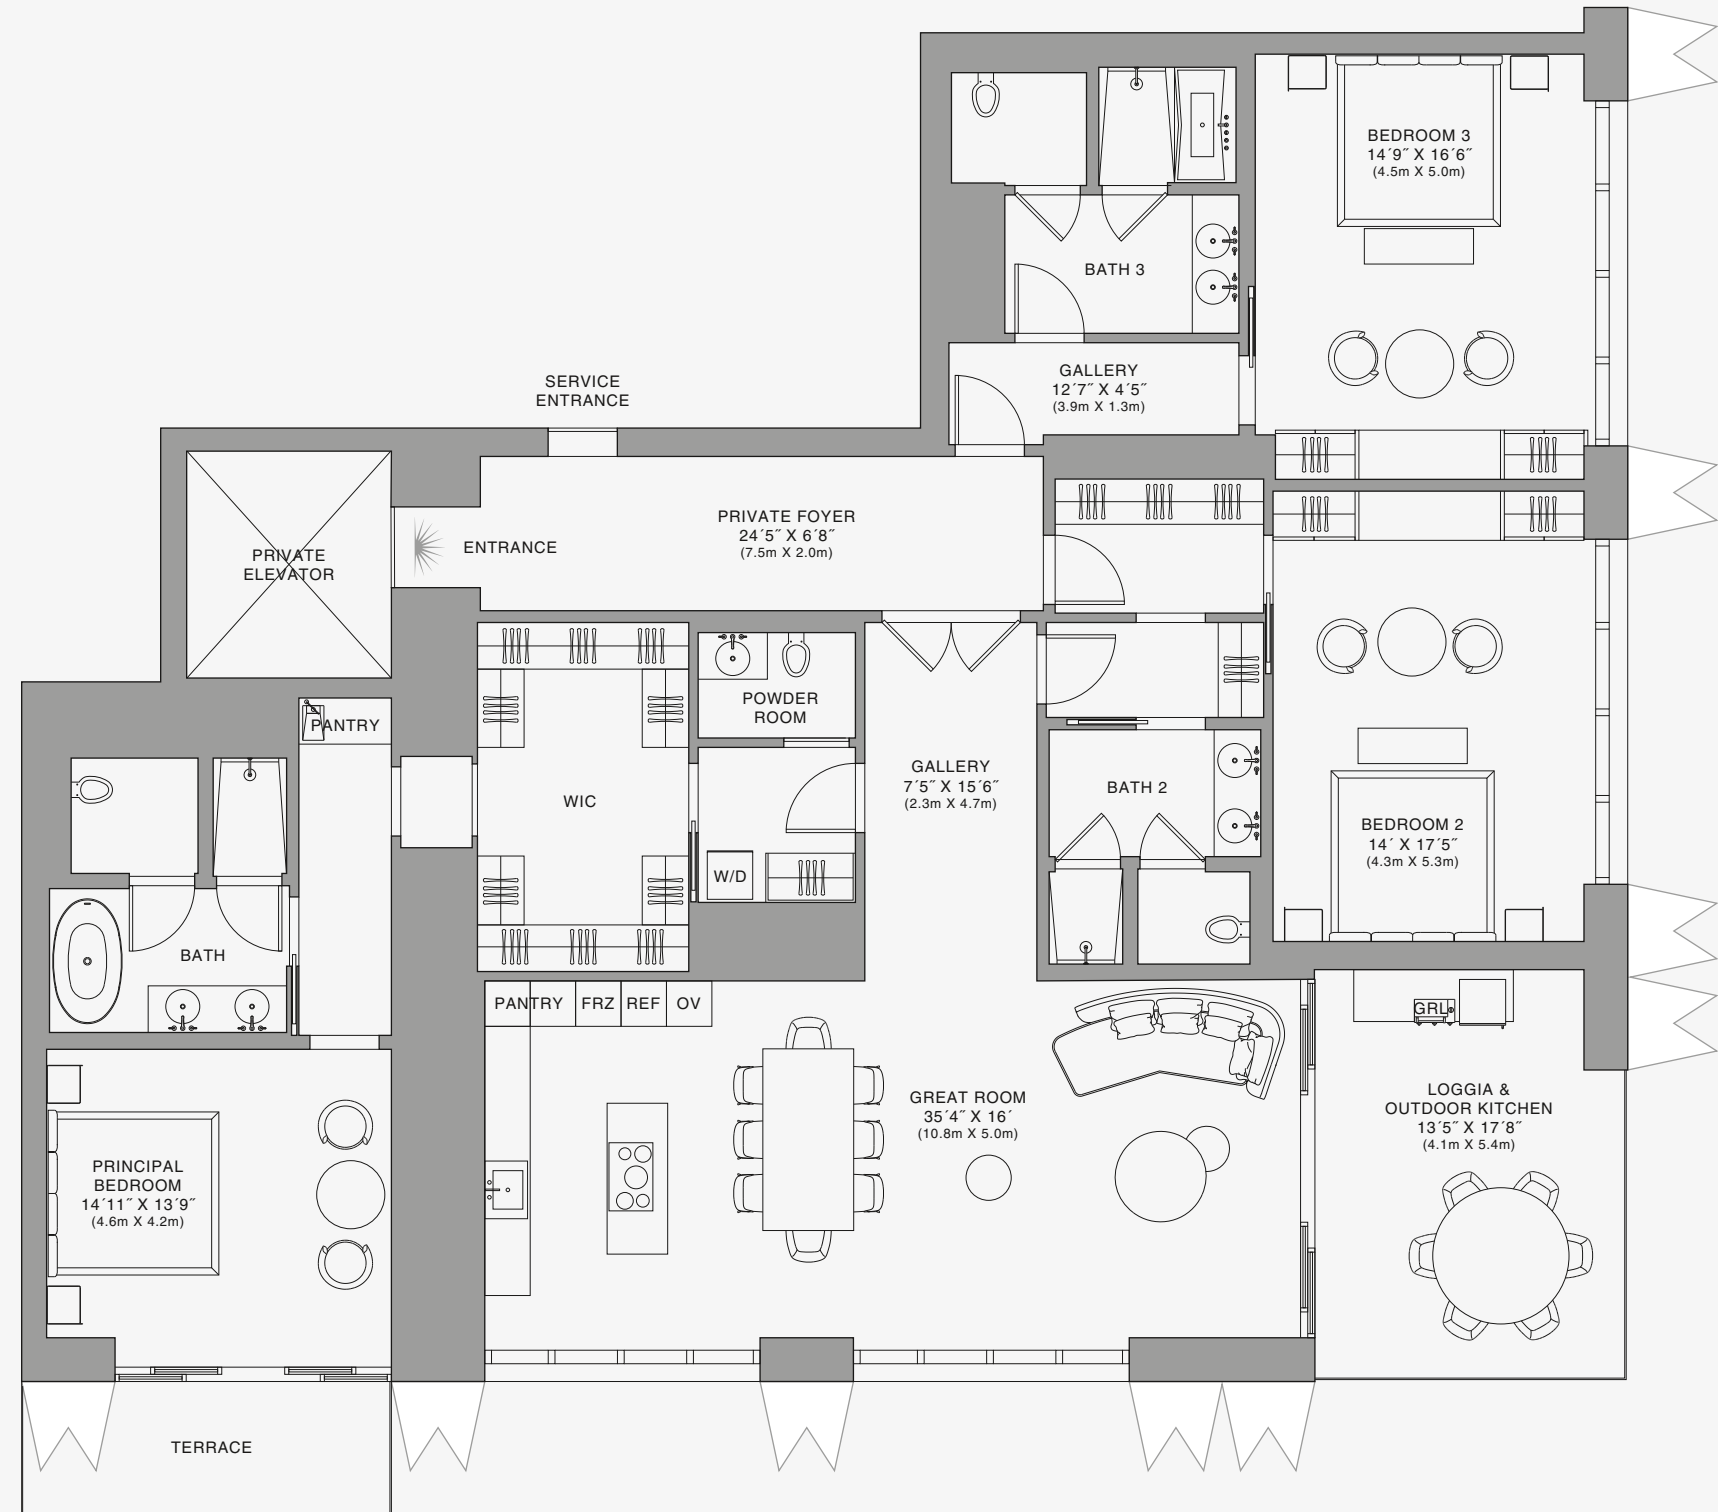 BEDROOM 3
14´9˝ X 16´6˝
(4.5m X 5.0m)
BATH 3
GALLERY
12´7˝ X 4´5˝
(3.9m X 1.3m)
SERVICE
ENTRANCE
PRIVATE FOYER
24´5˝ X 6´8˝
(7.5m X 2.0m)
ENTRANCE
PRIVATE
ELEVATOR
POWDER
ROOM
PANTRY
GALLERY
7´5˝ X 15´6˝
(2.3m X 4.7m)
BATH 2
WIC
BEDROOM 2
14´ X 17´5˝
(4.3m X 5.3m)
W/D
BATH
PANTRY
FRZ
REF
OV
GRL
GREAT ROOM
35´4˝ X 16´
(10.8m X 5.0m)
LOGGIA &
OUTDOOR KITCHEN
13´5˝ X 17´8˝
(4.1m X 5.4m)
PRINCIPAL
BEDROOM
14´11˝ X 13´9˝
(4.6m X 4.2m)
TERRACE